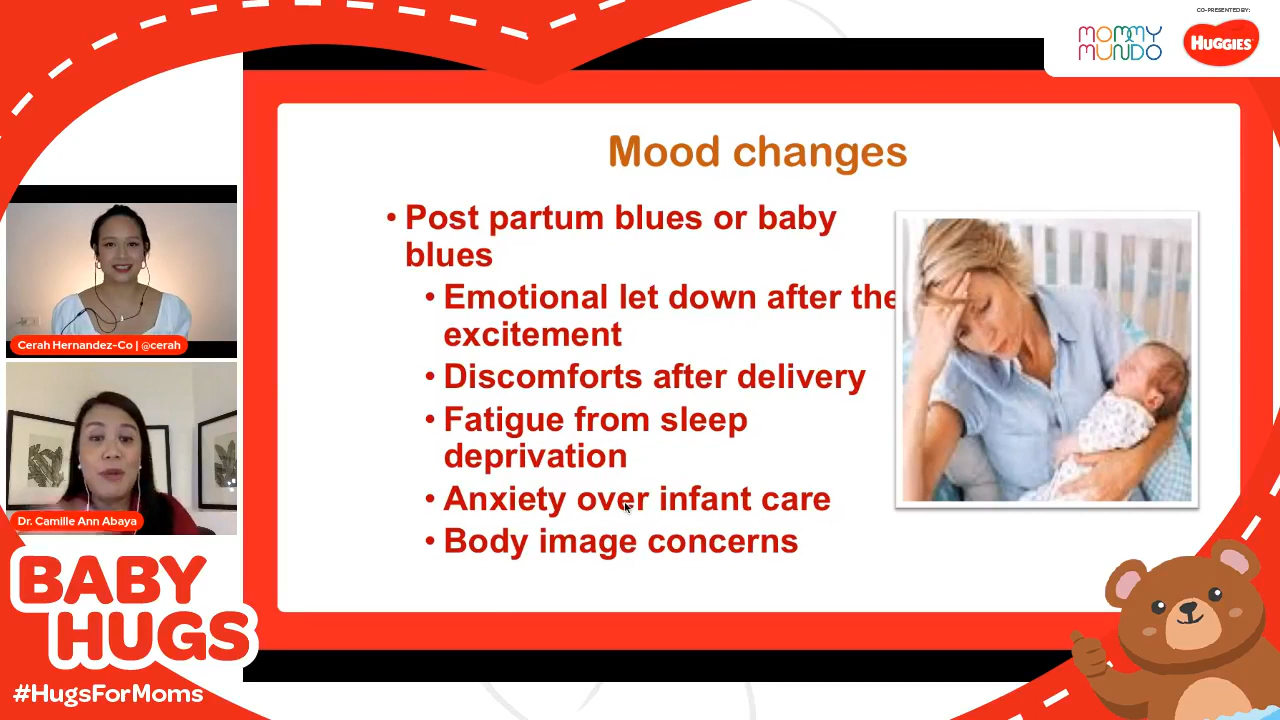 CO-PRESENTED BY:
MOMMY
MUNDO
HUGGIES
Mood changes
• Post partum blues or baby
blues
• Emotional let down after the
excitement
• Discomforts after delivery
• Fatigue from sleep
deprivation
• Anxiety over infant care
• Body image concerns
Cerah Hernandez-Co | @cerah
Dr. Camille Ann Abaya
BABY
HUGS
#HugsForMoms